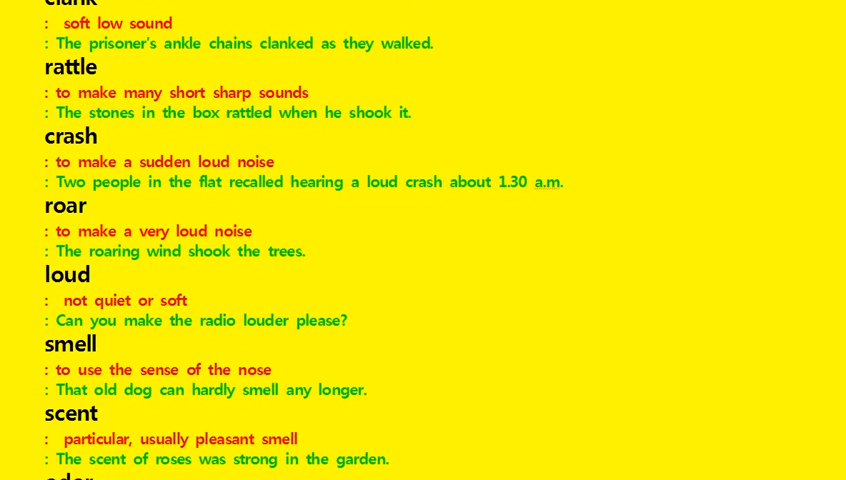 clank
: soft low sound
: The prisoner's ankle chains clanked as they walked.
rattle
: to make many short sharp sounds
: The stones in the box rattled when he shook it.
crash
: to make a sudden loud noise
: Two people in the flat recalled hearing a loud crash about 1.30 a.m.
roar
: to make a very loud noise
: The roaring wind shook the trees.
loud
: not quiet or soft
: Can you make the radio louder please?
smell
: to use the sense of the nose
: That old dog can hardly smell any longer.
scent
: particular, usually pleasant smell
: The scent of roses was strong in the garden.